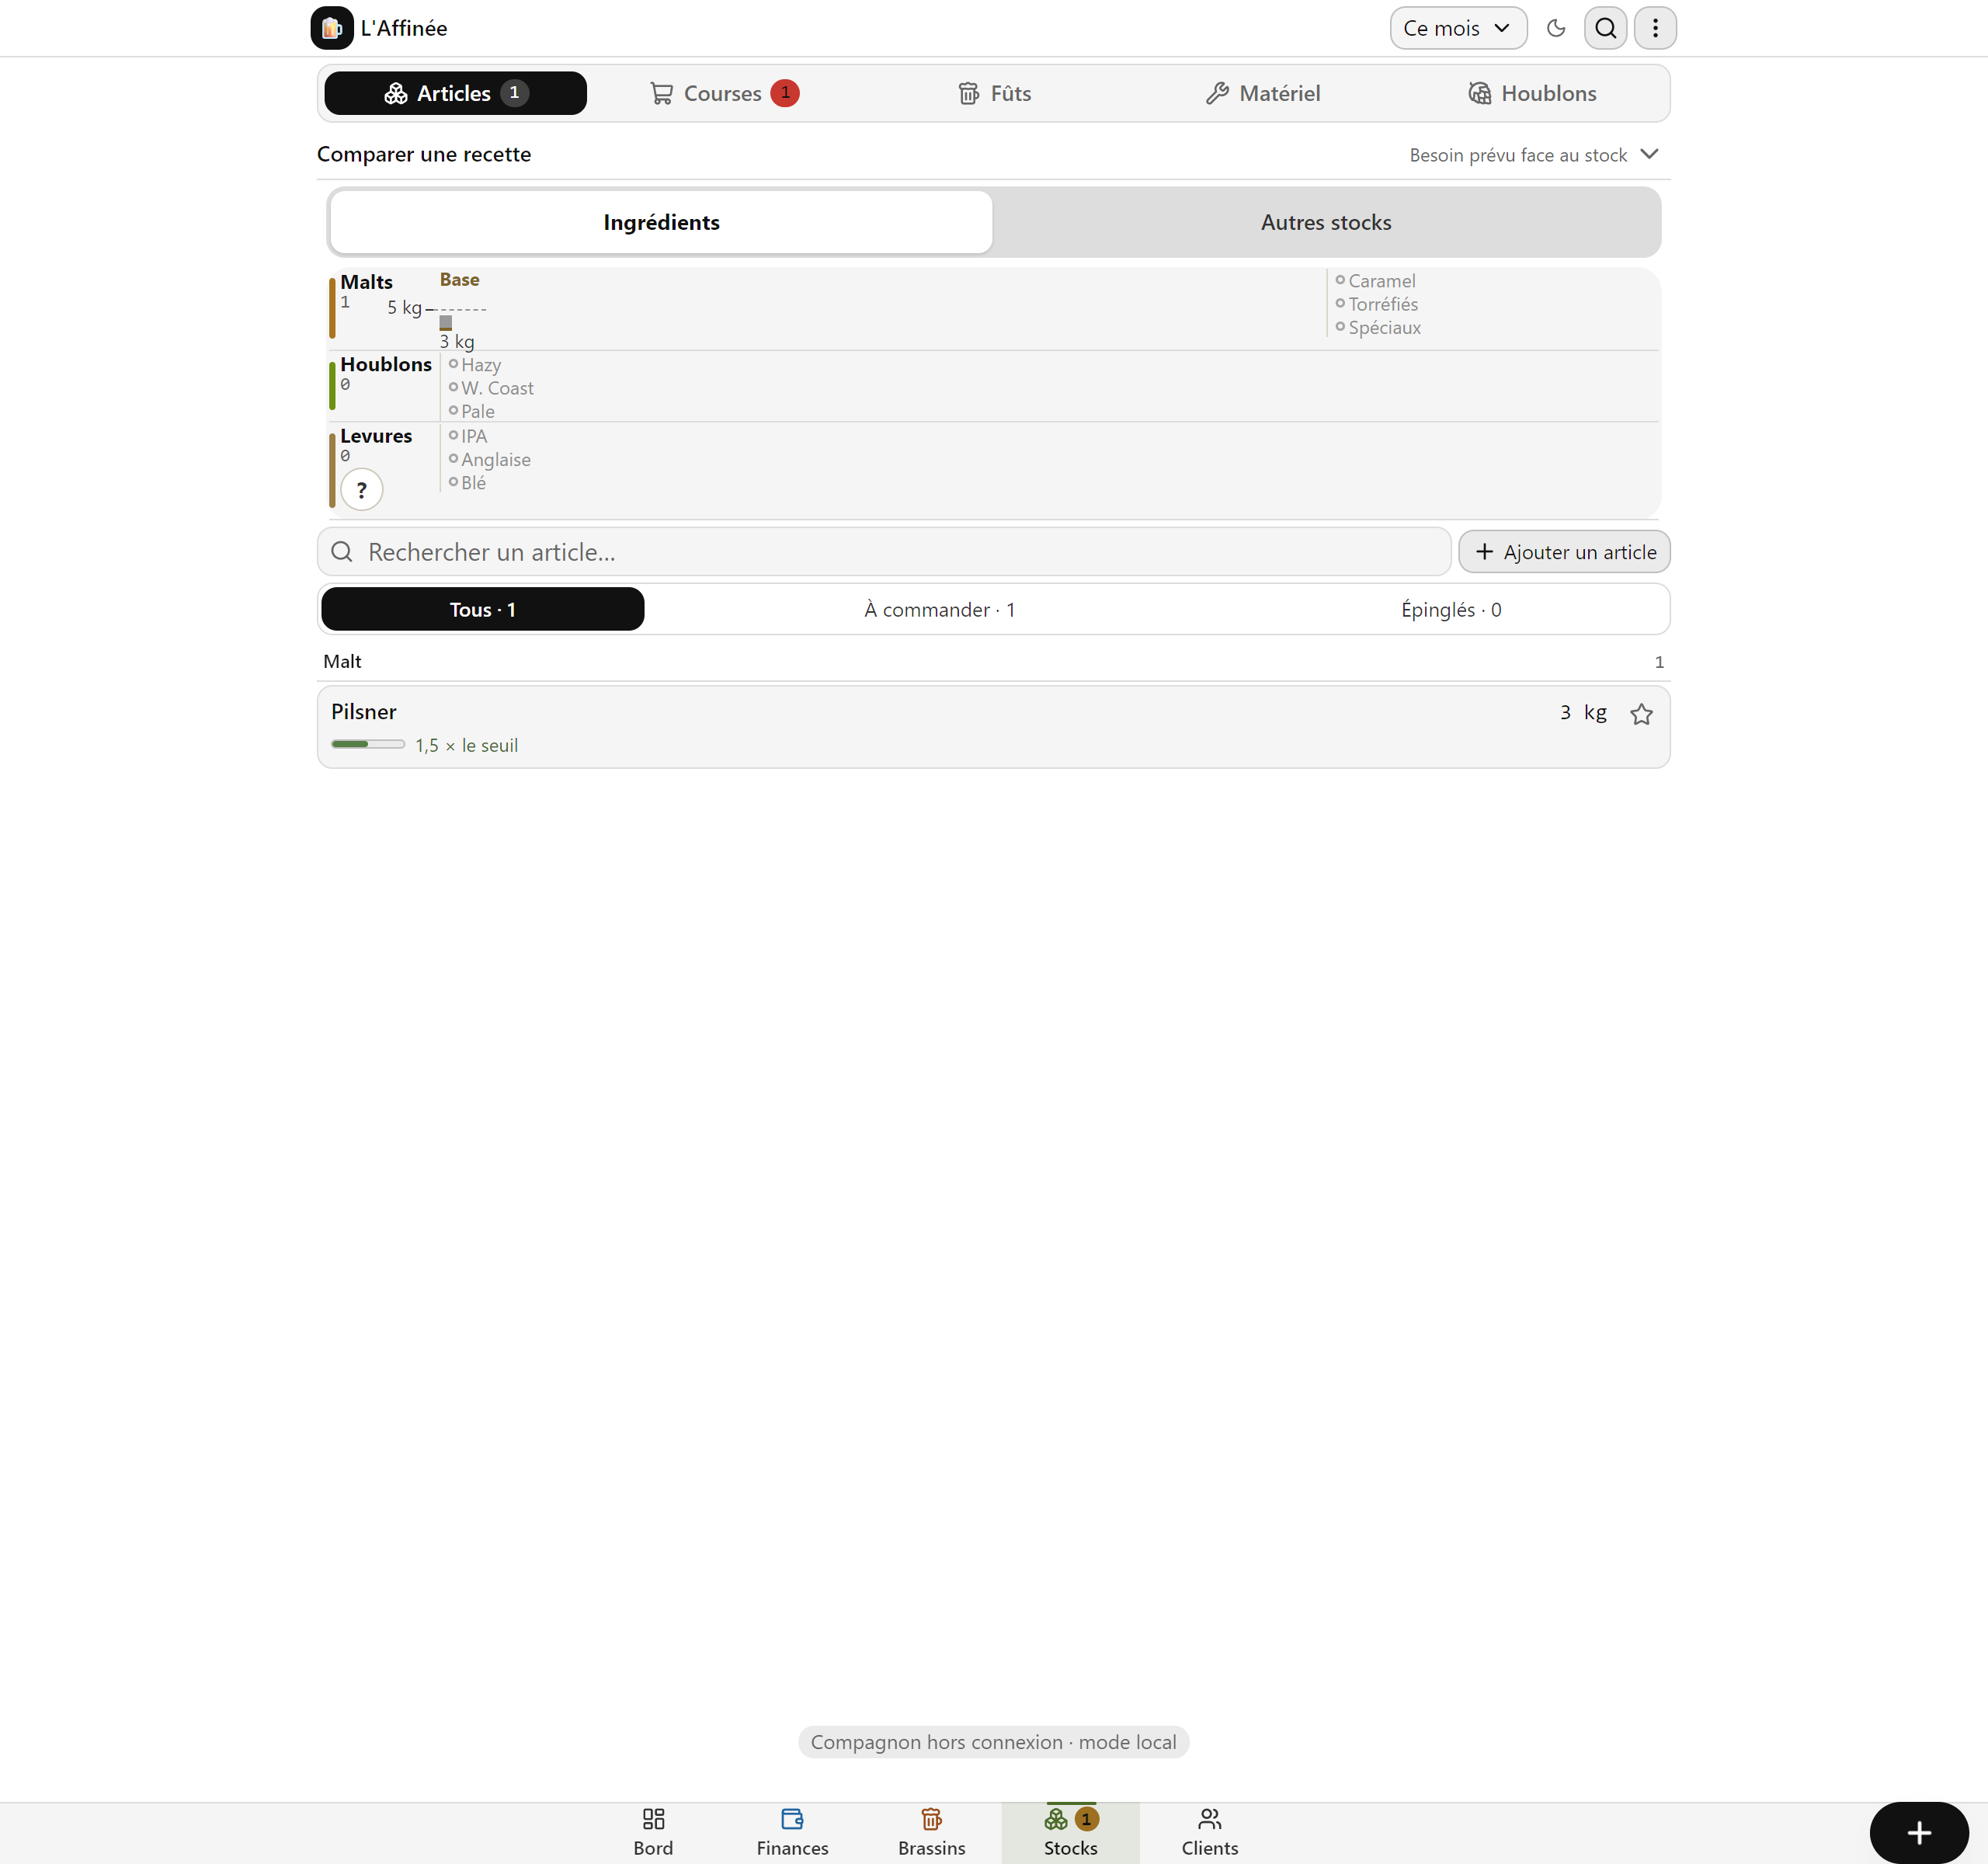 L'Affinée
Ce mois
Articles 1
Courses 1
Fûts
Matériel
Houblons
Comparer une recette
Besoin prévu face au stock
Ingrédients
Autres stocks
Malts
1
Base
5 kg
3 kg
Caramel
Torréfiés
Spéciaux
Houblons
0
Hazy
W. Coast
Pale
Levures
0
?
IPA
Anglaise
Blé
Rechercher un article...
+ Ajouter un article
Tous · 1
À commander · 1
Épinglés · 0
Malt
1
Pilsner
3 kg
1,5 × le seuil
Compagnon hors connexion · mode local
Bord
Finances
Brassins
1
Stocks
Clients
+